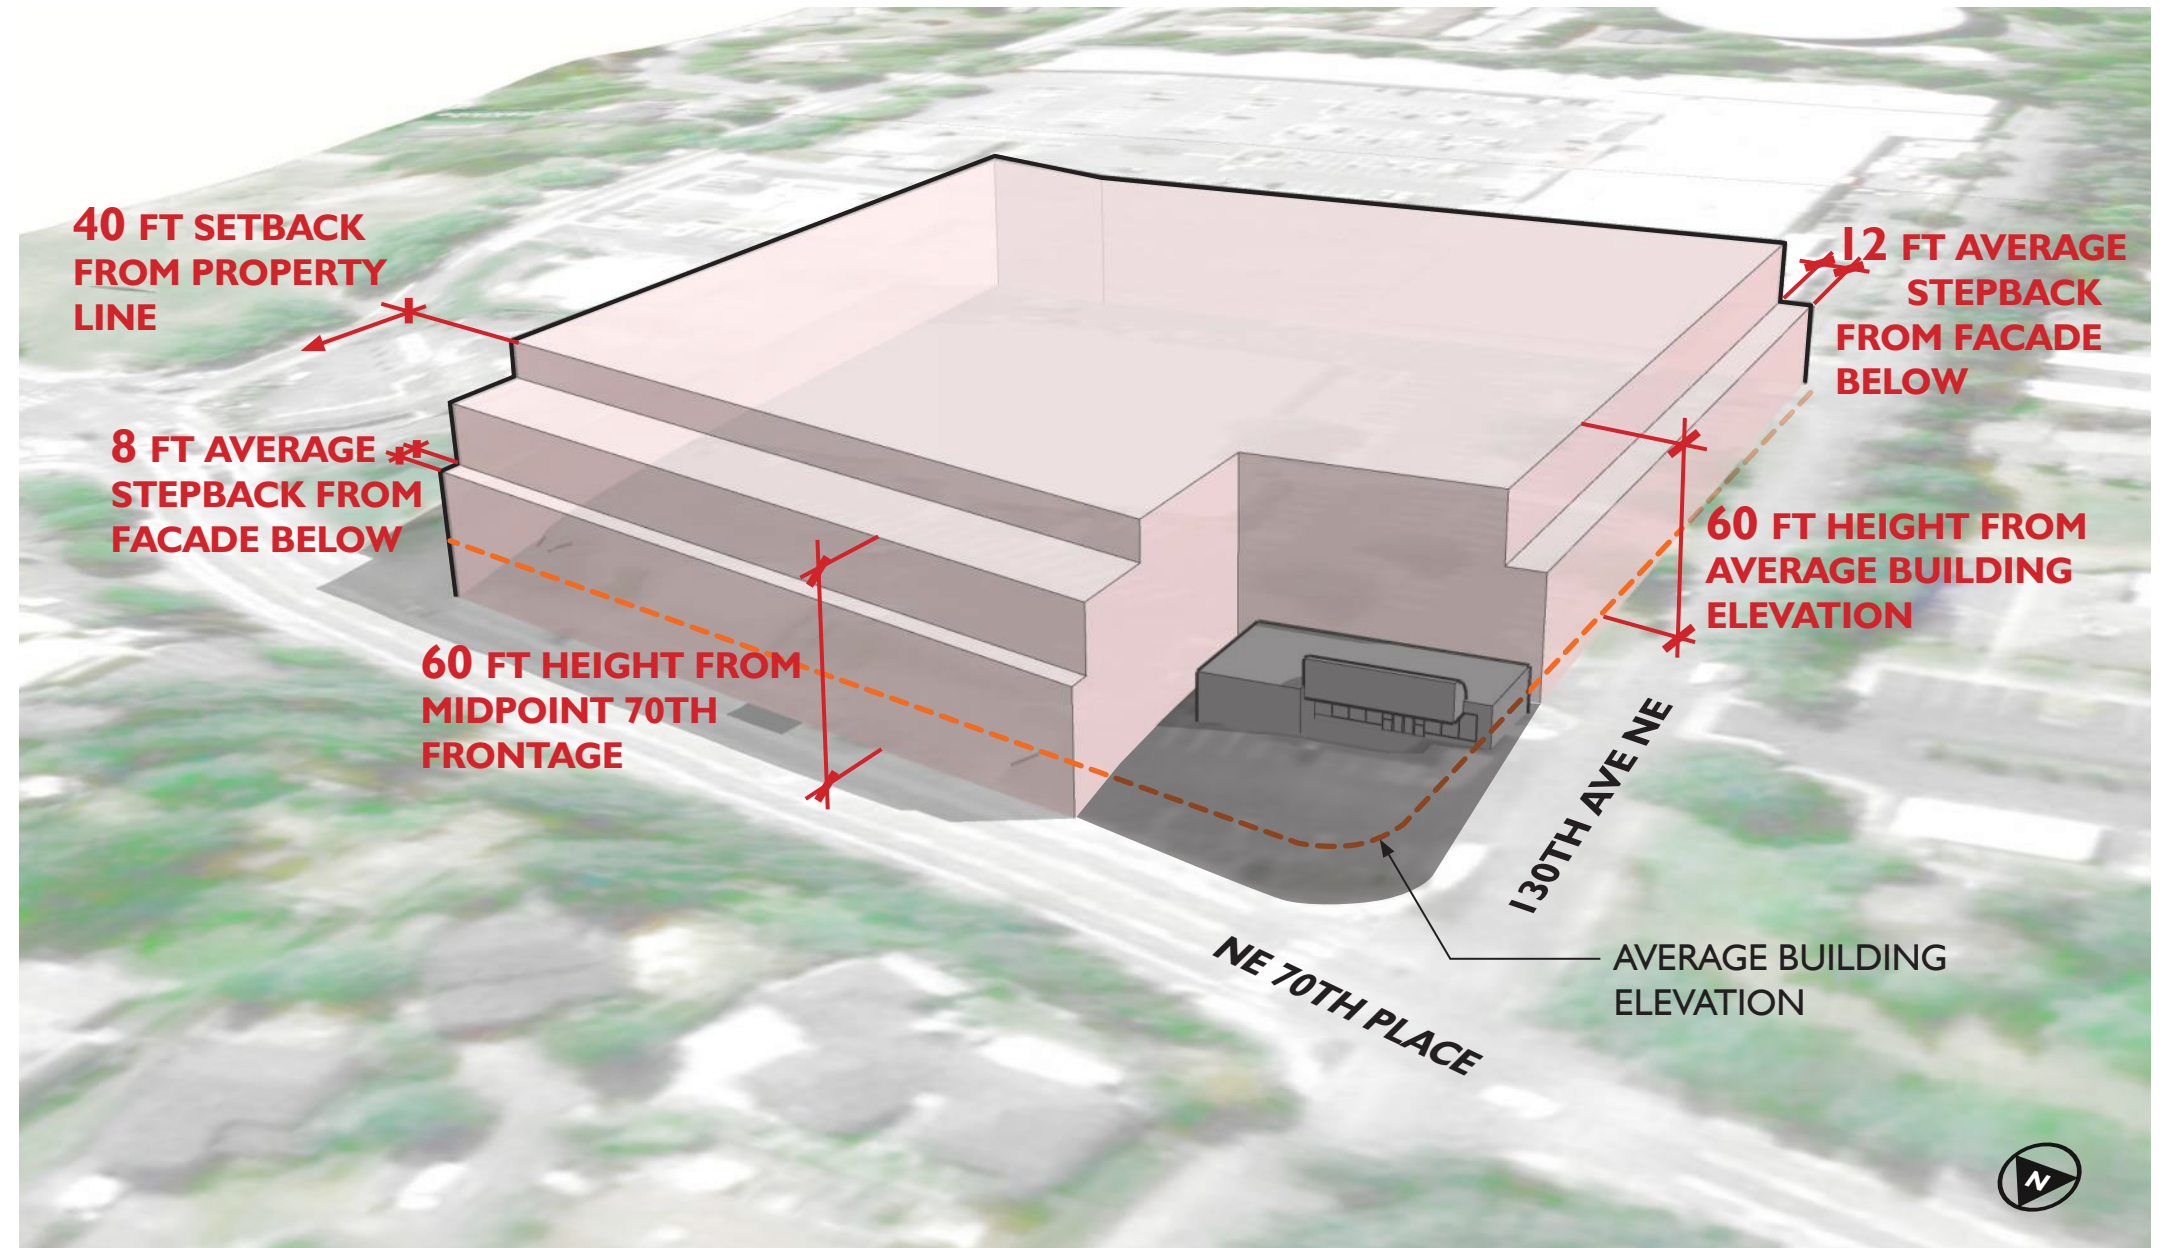 40 FT SETBACK
FROM PROPERTY
LINE
12 FT AVERAGE
STEPBACK
FROM FACADE
BELOW
8 FT AVERAGE
STEPBACK FROM
FACADE BELOW
60 FT HEIGHT FROM
AVERAGE BUILDING
ELEVATION
60 FT HEIGHT FROM
MIDPOINT 70TH
FRONTAGE
130TH AVE NE
NE 70TH PLACE
AVERAGE BUILDING
ELEVATION
N